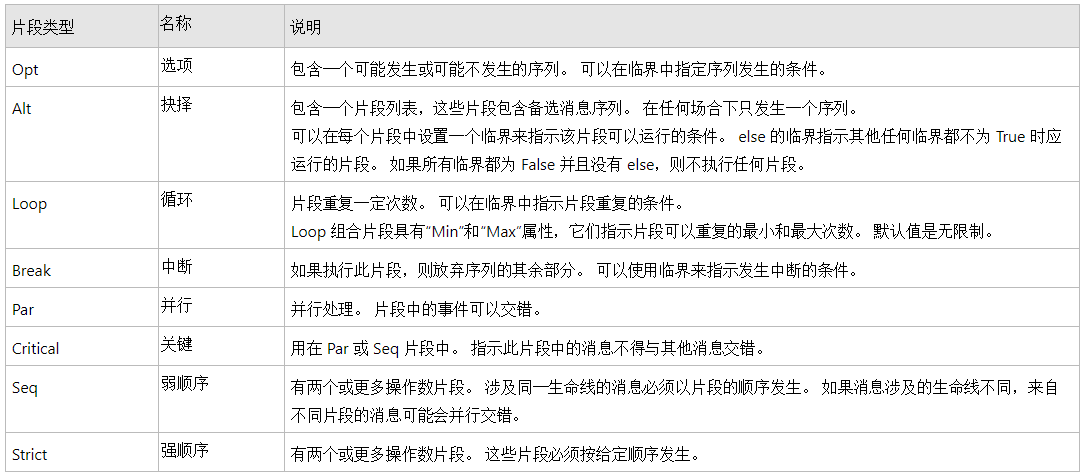 片段类型 名称 说明
Opt 选项 包含一个可能发生或可能不发生的序列。 可以在临界中指定序列发生的条件。
Alt 抉择 包含一个片段列表，这些片段包含备选消息序列。 在任何场合下只发生一个序列。
可以在每个片段中设置一个临界来指示该片段可以运行的条件。 else 的临界指示其他任何临界都不为 True 时应
运行的片段。 如果所有临界都为 False 并且没有 else，则不执行任何片段。
Loop 循环 片段重复一定次数。 可以在临界中指示片段重复的条件。
Loop 组合片段具有“Min”和“Max”属性，它们指示片段可以重复的最小和最大次数。 默认值是无限制。
Break 中断 如果执行此片段，则放弃序列的其余部分。 可以使用临界来指示发生中断的条件。
Par 并行 并行处理。 片段中的事件可以交错。
Critical 关键 用在 Par 或 Seq 片段中。 指示此片段中的消息不得与其他消息交错。
Seq 弱顺序 有两个或更多操作数片段。 涉及同一生命线的消息必须以片段的顺序发生。 如果消息涉及的生命线不同，来自
不同片段的消息可能会并行交错。
Strict 强顺序 有两个或更多操作数片段。 这些片段必须按给定顺序发生。